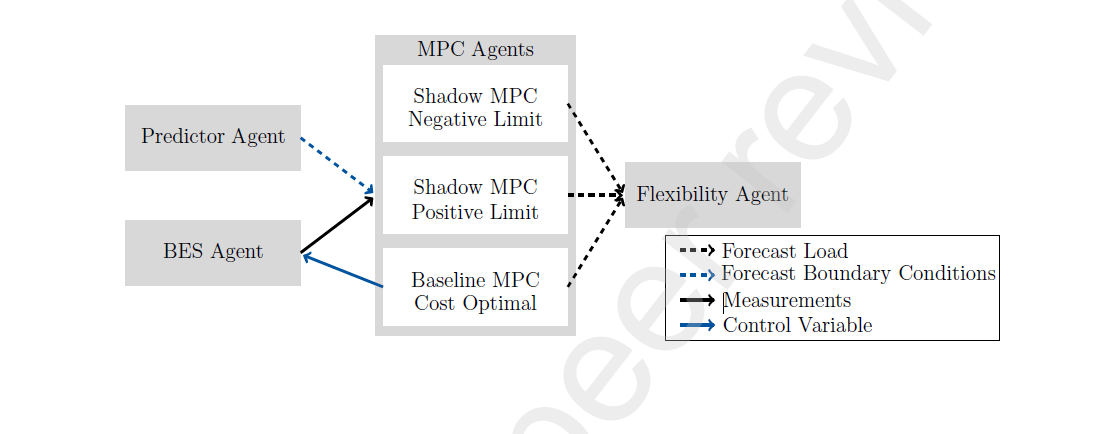 MPC Agents
Shadow MPC
Negative Limit
Predictor Agent
Shadow MPC
Positive Limit
Flexibility Agent
BES Agent
Baseline MPC
Cost Optimal
Forecast Load
Forecast Boundary Conditions
Measurements
Control Variable
peer revi